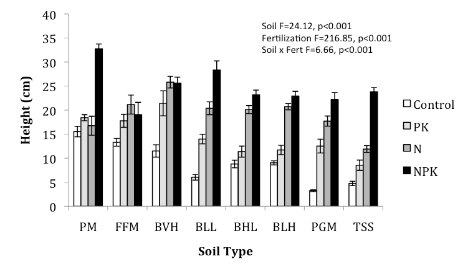 Soil F=24.12, p<0.001
Fertilization F=216.85, p<0.001
Soil x Fert F=6.66, p<0.001
Height (cm)
40
35
30
25
20
15
10
5
0
PM FFM BVH BLL BHL BLH PGM TSS
Soil Type
Control
PK
N
NPK